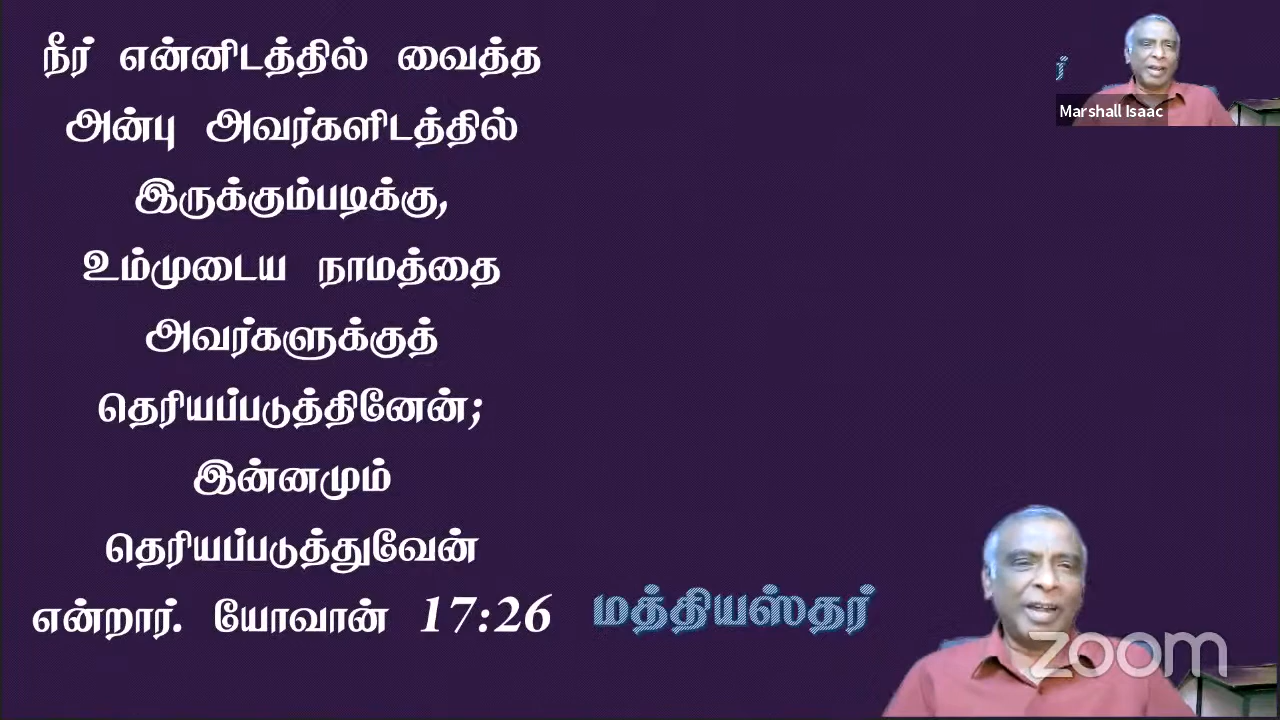 நீர் என்னிடத்தில் வைத்த
அன்பு அவர்களிடத்தில்
இருக்கும்படிக்கு,
உம்முடைய நாமத்தை
அவர்களுக்குத்
தெரியப்படுத்தினேன்;
இன்னமும்
தெரியப்படுத்துவேன்
என்றார். யோவான் 17:26
மத்தியஸ்தர்
ர்
Marshall Isaac
zoom